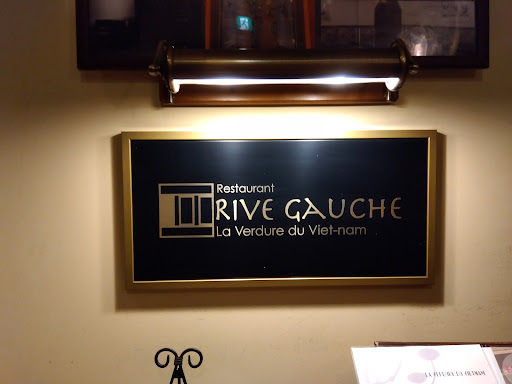 Restaurant
RIVE GAUCHE
La Verdure du Viet-nam